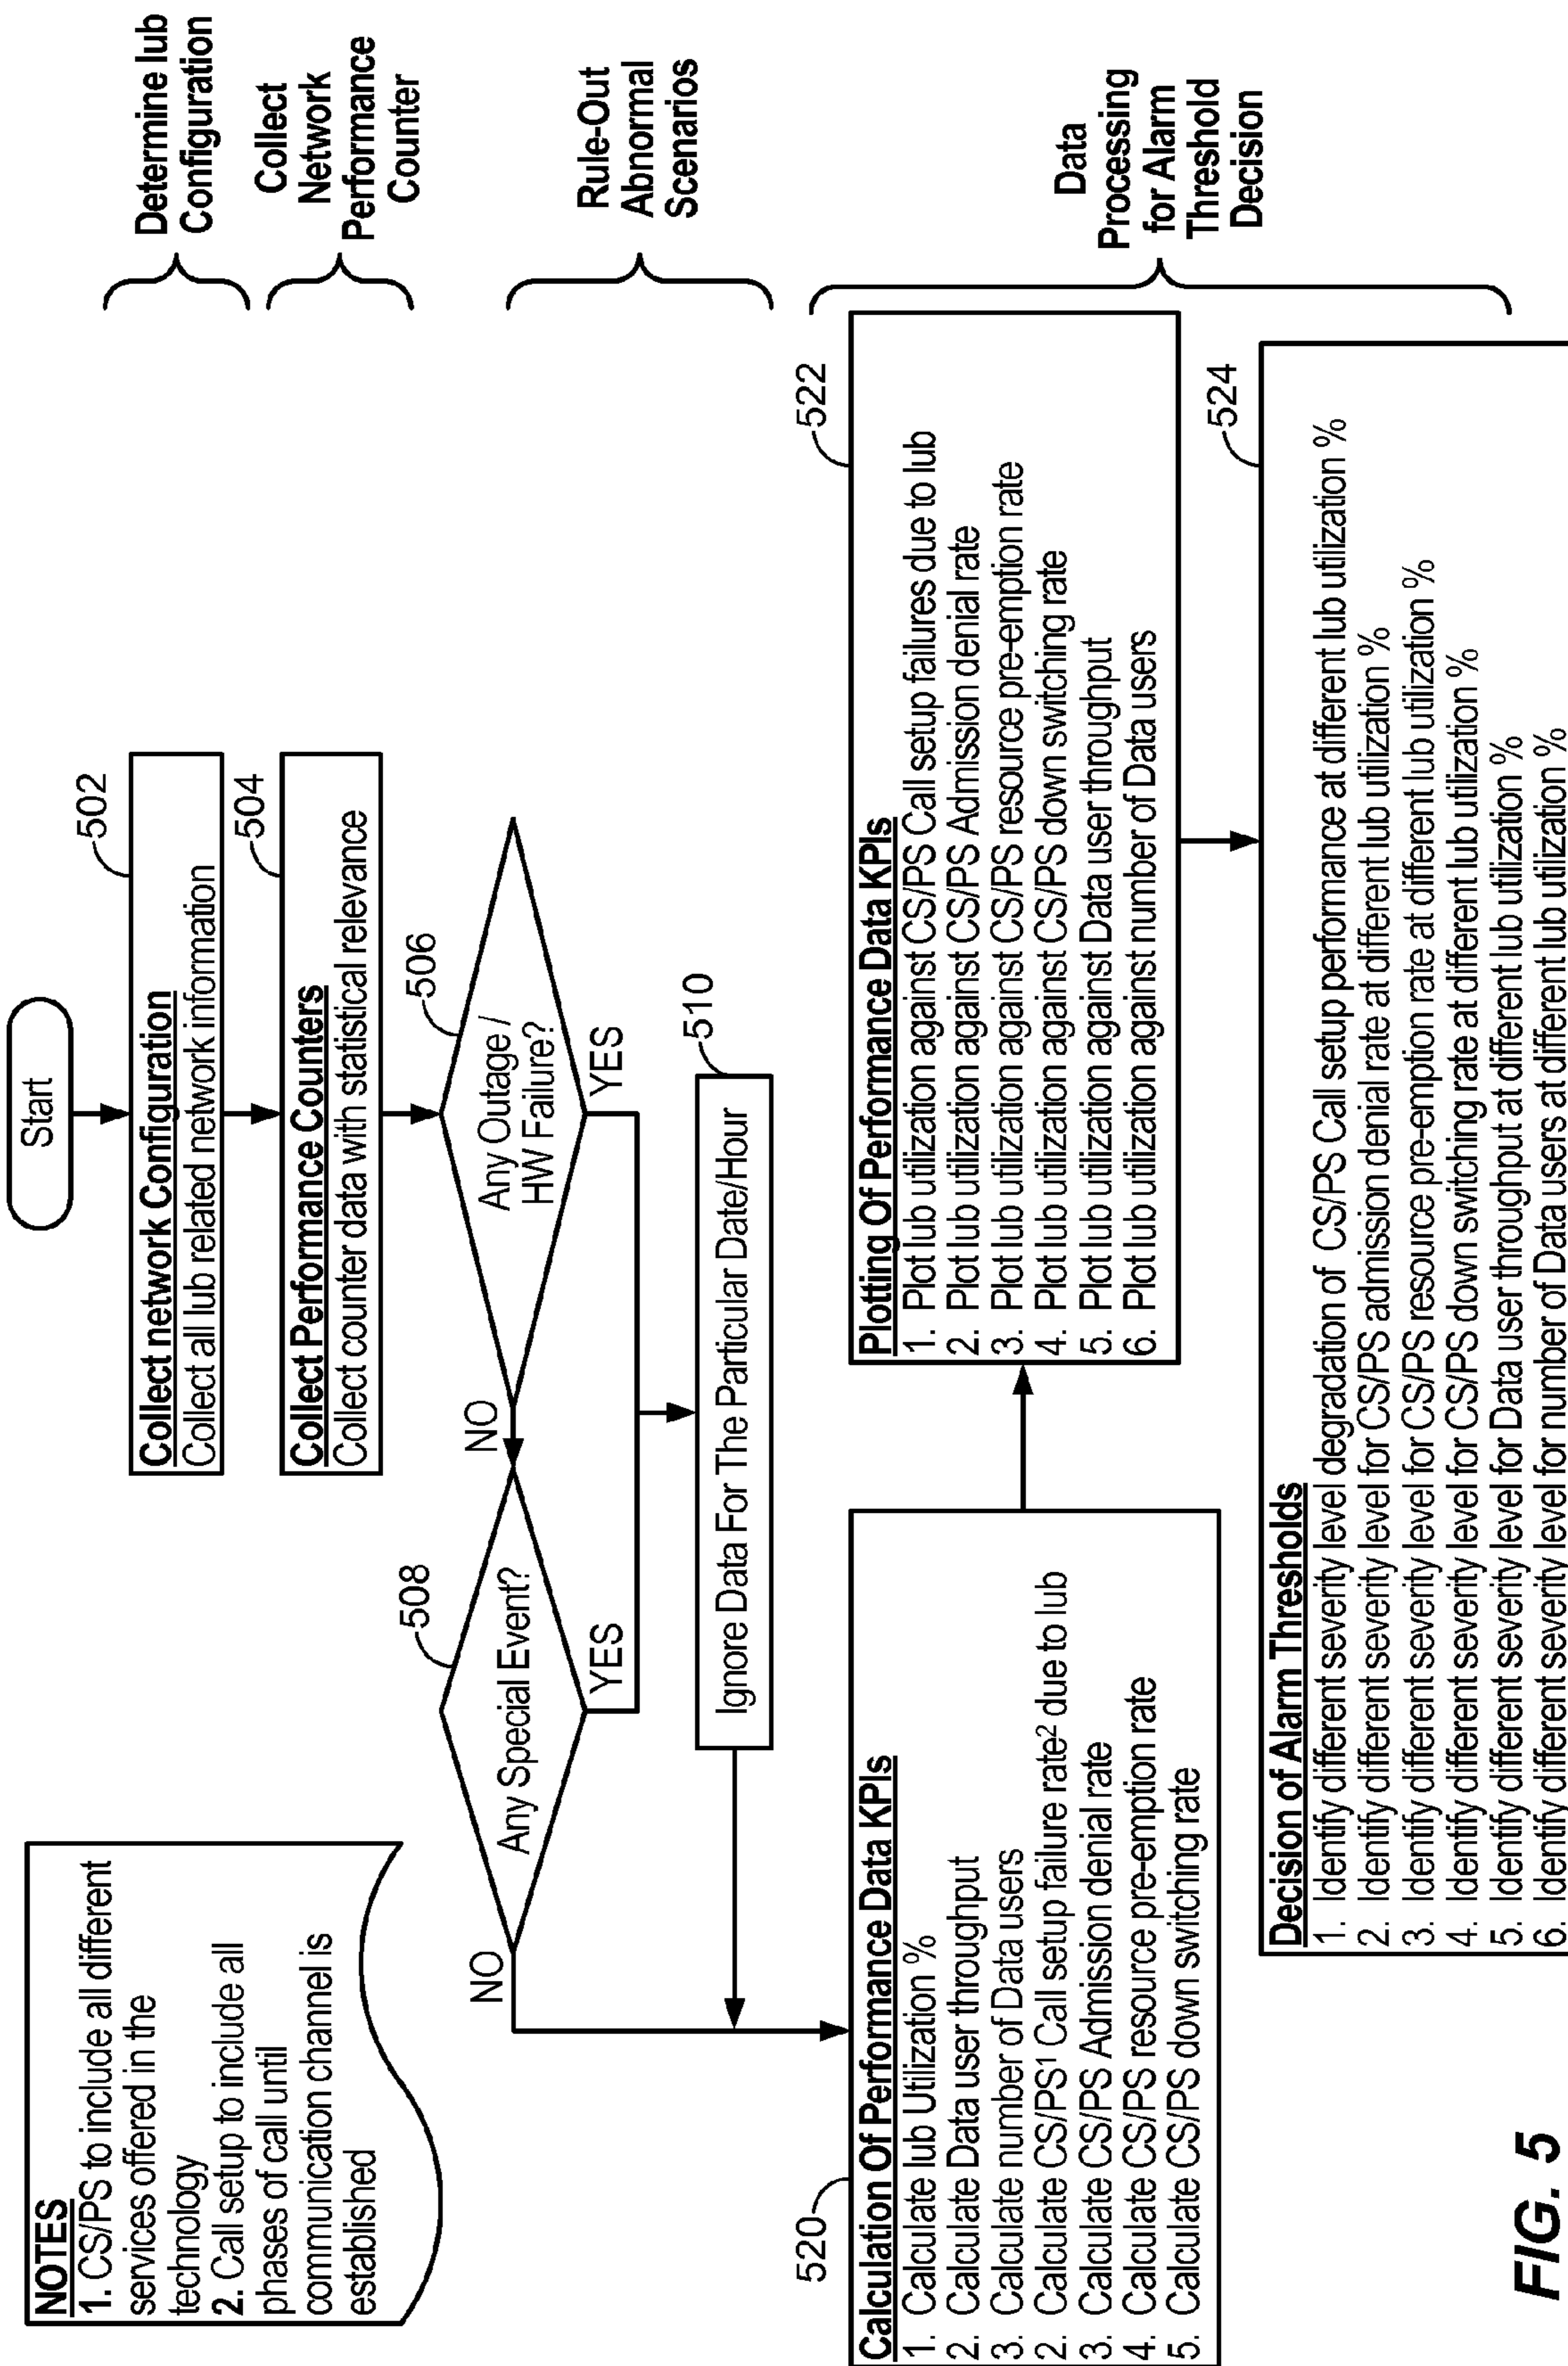 Start
502
Collect network Configuration
Collect all lub related network information
Determine lub
Configuration
504
Collect Performance Counters
Collect counter data with statistical relevance
Collect
Network
Performance
Counter
NOTES
1. CS/PS to include all different
services offered in the
technology
2. Call setup to include all
phases of call until
communication channel is
established
506
Any Outage /
HW Failure?
NO
YES
508
Any Special Event?
NO
YES
510
Ignore Data For The Particular Date/Hour
Rule-Out
Abnormal
Scenarios
520
Calculation Of Performance Data KPIs
1. Calculate lub Utilization %
2. Calculate Data user throughput
3. Calculate number of Data users
2. Calculate CS/PS¹ Call setup failure rate² due to lub
3. Calculate CS/PS Admission denial rate
4. Calculate CS/PS resource pre-emption rate
5. Calculate CS/PS down switching rate
522
Plotting Of Performance Data KPIs
1. Plot lub utilization against CS/PS Call setup failures due to lub
2. Plot lub utilization against CS/PS Admission denial rate
3. Plot lub utilization against CS/PS resource pre-emption rate
4. Plot lub utilization against CS/PS down switching rate
5. Plot lub utilization against Data user throughput
6. Plot lub utilization against number of Data users
Data
Processing
for Alarm
Threshold
Decision
524
Decision of Alarm Thresholds
1. Identify different severity level degradation of CS/PS Call setup performance at different lub utilization %
2. Identify different severity level for CS/PS admission denial rate at different lub utilization %
3. Identify different severity level for CS/PS resource pre-emption rate at different lub utilization %
4. Identify different severity level for CS/PS down switching rate at different lub utilization %
5. Identify different severity level for Data user throughput at different lub utilization %
6. Identify different severity level for number of Data users at different lub utilization %
FIG. 5